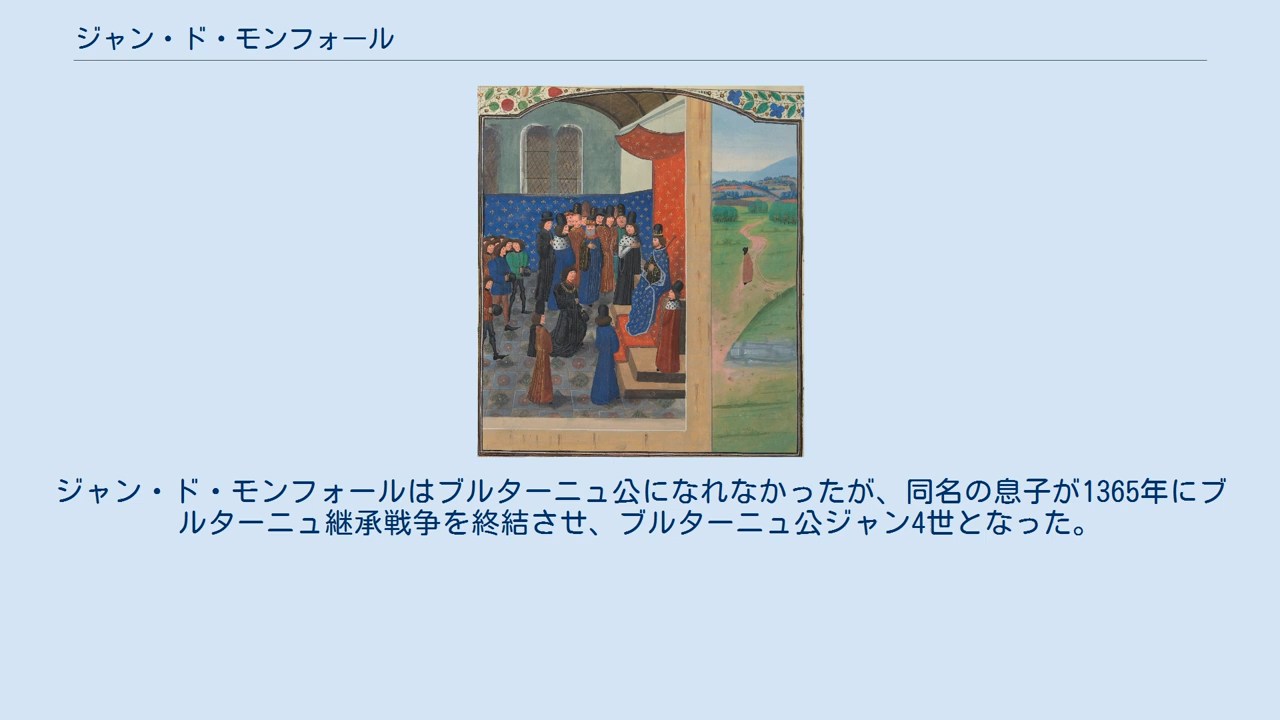 ジャン・ド・モンフォール
ジャン・ド・モンフォールはブルターニュ公になれなかったが、同名の息子が1365年にブ
ルターニュ継承戦争を終結させ、ブルターニュ公ジャン4世となった。